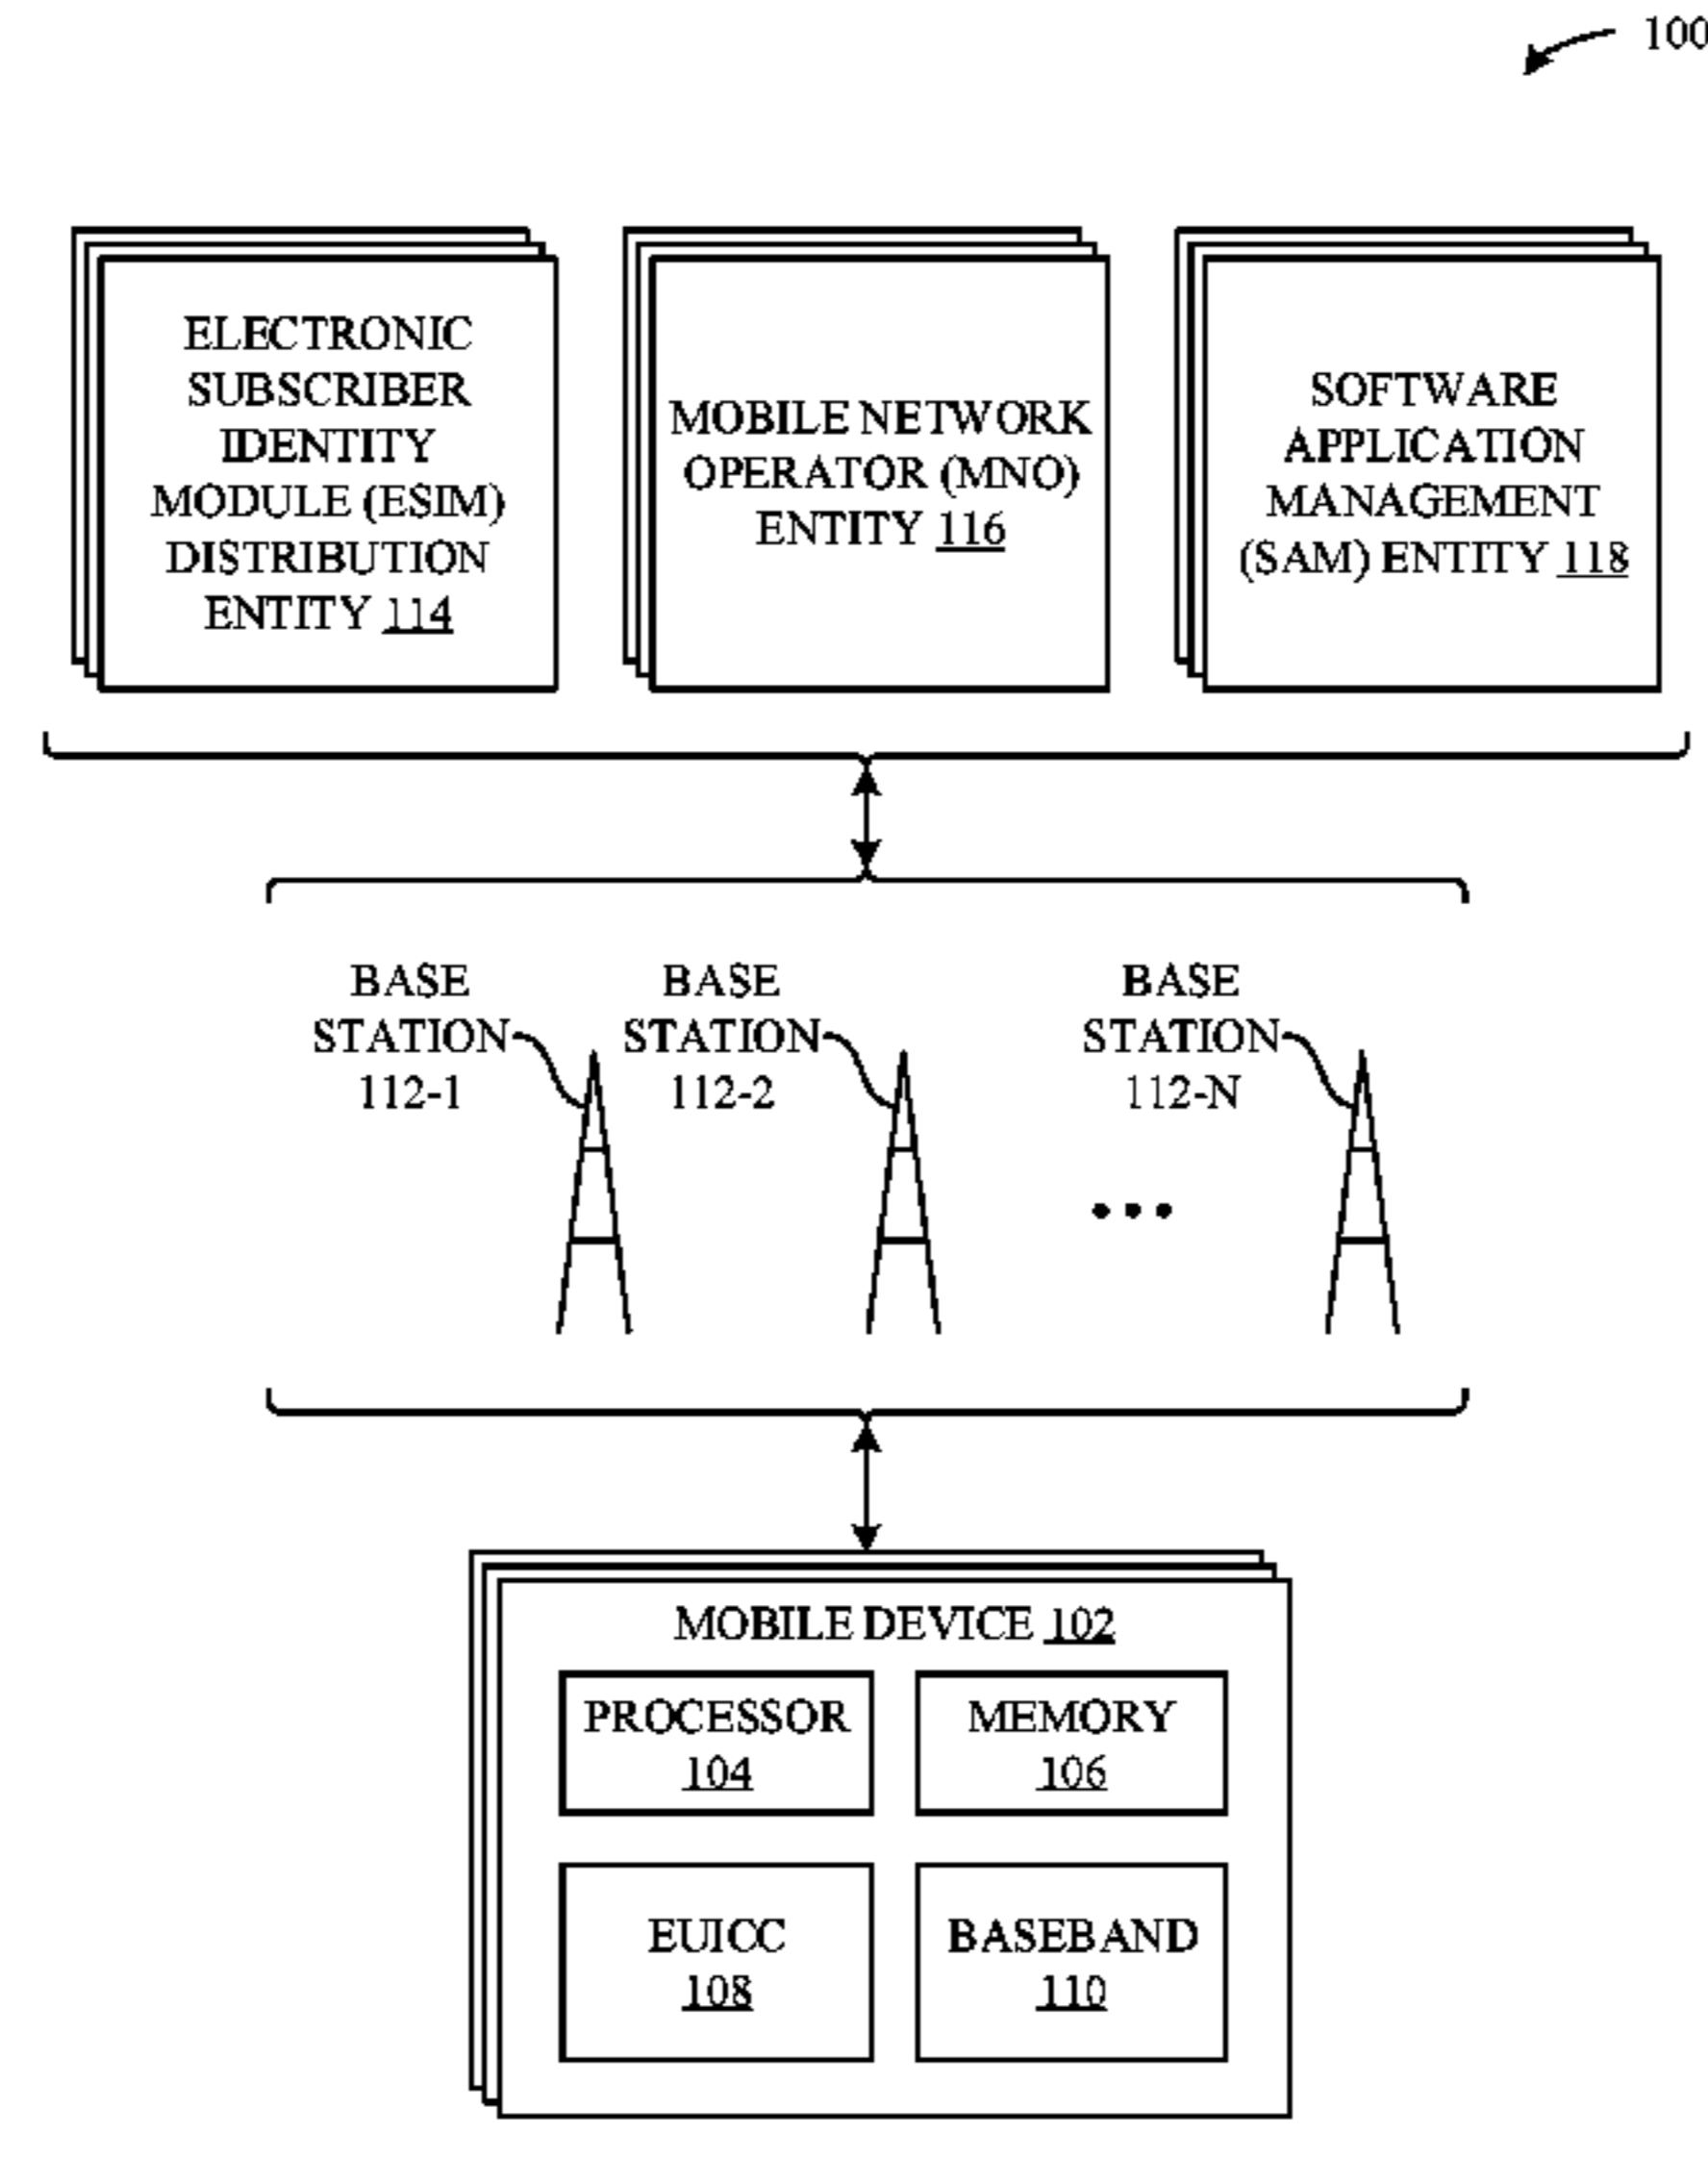 100
ELECTRONIC
SUBSCRIBER
IDENTITY
MODULE (ESIM)
DISTRIBUTION
ENTITY 114
MOBILE NETWORK
OPERATOR (MNO)
ENTITY 116
SOFTWARE
APPLICATION
MANAGEMENT
(SAM) ENTITY 118
BASE
STATION
112-1
BASE
STATION
112-2
BASE
STATION
112-N
MOBILE DEVICE 102
PROCESSOR
104
MEMORY
106
EUICC
108
BASEBAND
110